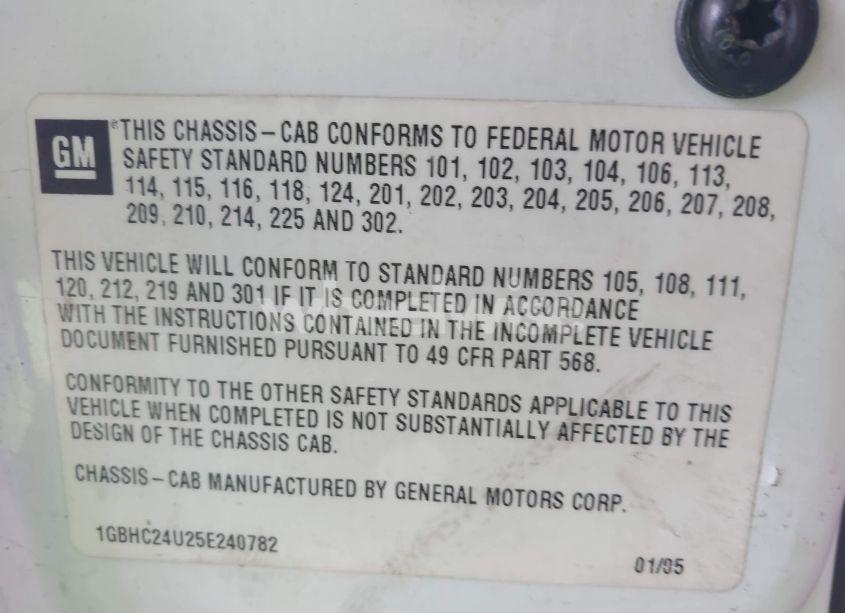 GM
®THIS CHASSIS-CAB CONFORMS TO FEDERAL MOTOR VEHICLE
SAFETY STANDARD NUMBERS 101, 102, 103, 104, 106, 113,
114, 115, 116, 118, 124, 201, 202, 203, 204, 205, 206, 207, 208,
209, 210, 214, 225 AND 302.
THIS VEHICLE WILL CONFORM TO STANDARD NUMBERS 105, 108, 111,
120, 212, 219 AND 301 IF IT IS COMPLETED IN ACCORDANCE
WITH THE INSTRUCTIONS CONTAINED IN THE INCOMPLETE VEHICLE
DOCUMENT FURNISHED PURSUANT TO 49 CFR PART 568.
CONFORMITY TO THE OTHER SAFETY STANDARDS APPLICABLE TO THIS
VEHICLE WHEN COMPLETED IS NOT SUBSTANTIALLY AFFECTED BY THE
DESIGN OF THE CHASSIS CAB.
CHASSIS-CAB MANUFACTURED BY GENERAL MOTORS CORP.
1GBHC24U25E240782
01/05